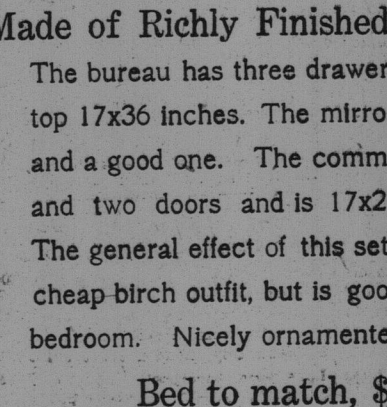 Made of Richly Finished
The bureau has three drawer
top 17x36 inches. The mirro
and a good one. The comm
and two doors and is 17x2
The general effect of this set
cheap birch outfit, but is goo
bedroom. Nicely ornamente
Bed to match, $